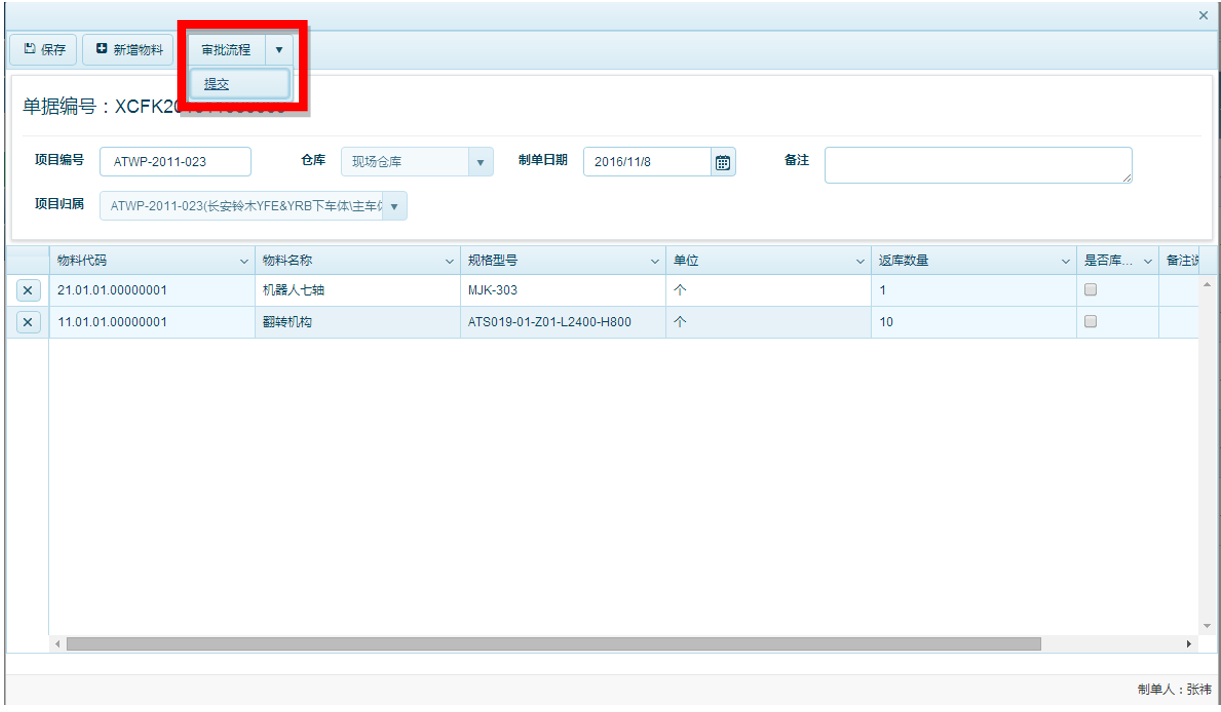 保存 新增物料 审批流程
提交
单据编号：XCFK20
项目编号 ATWP-2011-023 仓库 现场仓库 制单日期 2016/11/8 备注
项目归属 ATWP-2011-023(长安铃木YFE&YRB下车体\主车体
物料代码 物料名称 规格型号 单位 返库数量 是否库... 备注说
21.01.01.00000001 机器人七轴 MJK-303 个 1
11.01.01.00000001 翻转机构 ATS019-01-Z01-L2400-H800 个 10
制单人：张祎